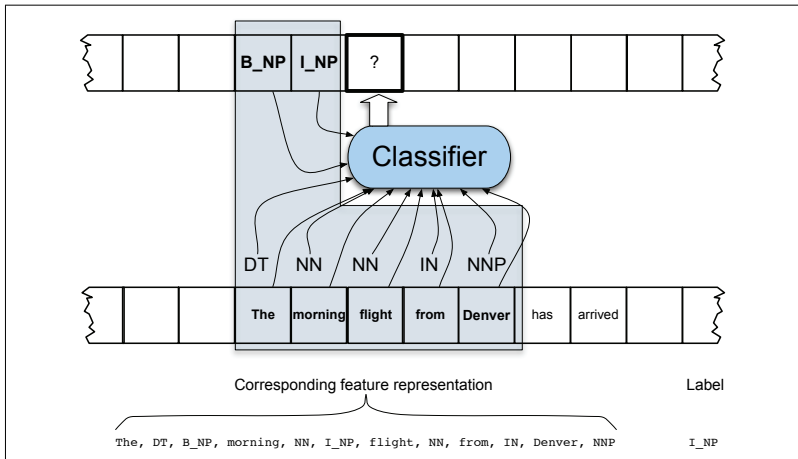 B_NP I_NP ?
Classifier
DT NN NN IN NNP
The morning flight from Denver has arrived
Corresponding feature representation Label
The, DT, B_NP, morning, NN, I_NP, flight, NN, from, IN, Denver, NNP I_NP